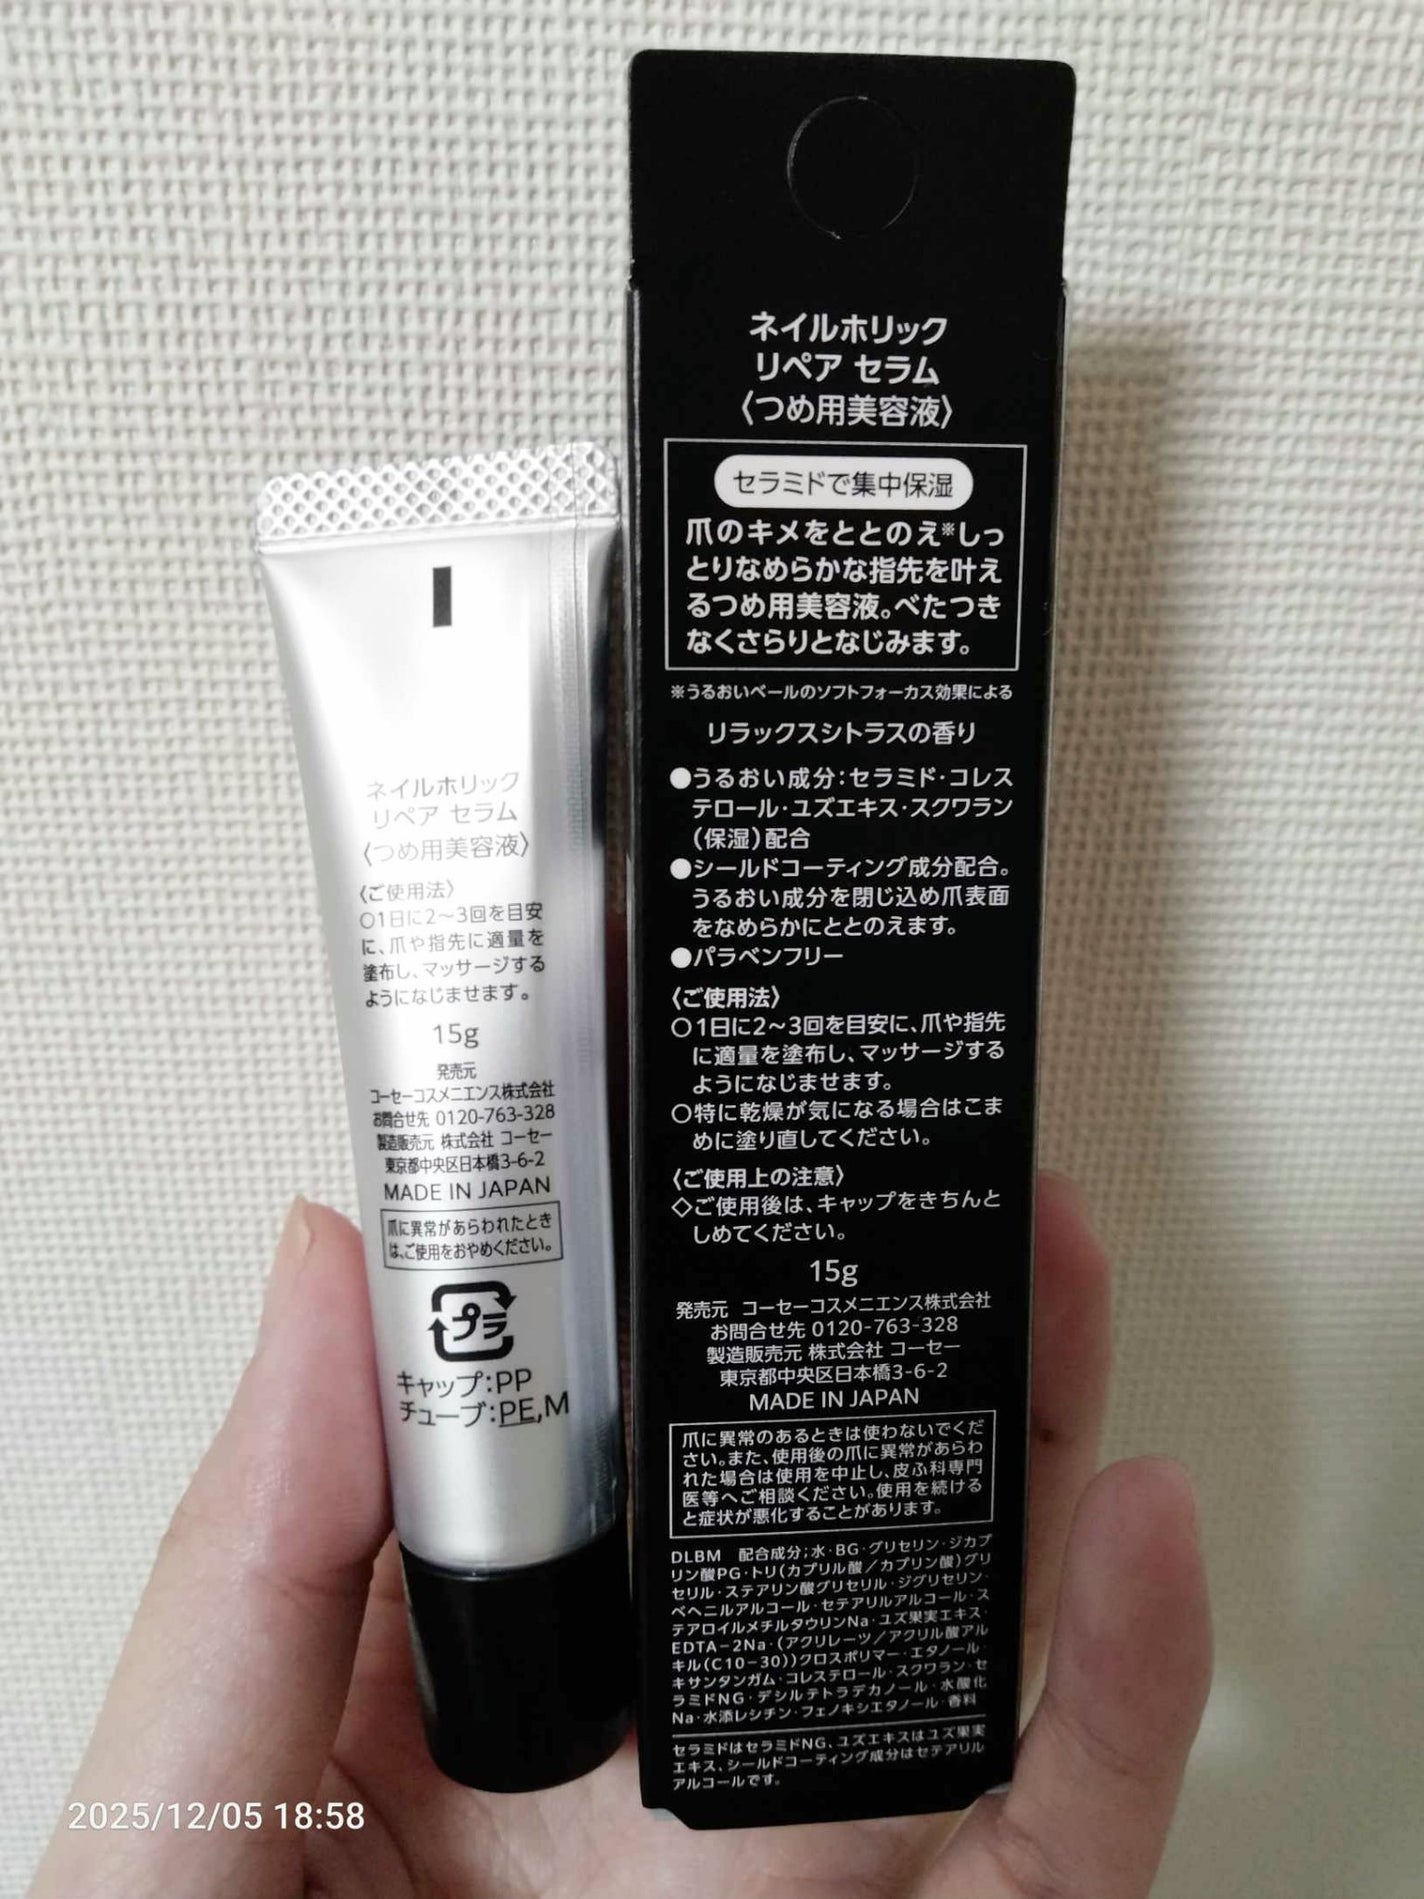 ネイルホリック
リペア セラム
〈つめ用美容液〉
〈ご使用法〉
○1日に2〜3回を目安
に、爪や指先に適量を
塗布し、マッサージする
ようになじませます。
15g
発売元
コーセーコスメニエンス株式会社
お問合せ先 0120-763-328
製造販売元 株式会社 コーセー
東京都中央区日本橋3-6-2
MADE IN JAPAN
爪に異常があらわれたとき
は、ご使用をおやめください。
プラ
キャップ:PP
チューブ:PE,M
ネイルホリック
リペア セラム
〈つめ用美容液〉
セラミドで集中保湿
爪のキメをととのえ※しっ
とりなめらかな指先を叶え
るつめ用美容液。べたつき
なくさらりとなじみます。
※うるおいベールのソフトフォーカス効果による
リラックスシトラスの香り
●うるおい成分:セラミド・コレス
テロール・ユズエキス・スクワラン
(保湿)配合
●シールドコーティング成分配合。
うるおい成分を閉じ込め爪表面
をなめらかにととのえます。
●パラベンフリー
〈ご使用法〉
○1日に2〜3回を目安に、爪や指先
に適量を塗布し、マッサージする
ようになじませます。
○特に乾燥が気になる場合はこま
めに塗り直してください。
〈ご使用上の注意〉
◇ご使用後は、キャップをきちんと
しめてください。
15g
発売元 コーセーコスメニエンス株式会社
お問合せ先 0120-763-328
製造販売元 株式会社 コーセー
東京都中央区日本橋3-6-2
MADE IN JAPAN
爪に異常のあるときは使わないでくだ
さい。また、使用後の爪に異常があらわ
れた場合は使用を中止し、皮ふ科専門
医等へご相談ください。使用を続ける
と症状が悪化することがあります。
DLBM 配合成分;水・BG・グリセリン・ジカプ
リン酸PG・トリ(カプリル酸/カプリン酸)グリ
セリル・ステアリン酸グリセリル・ジグリセリン・
ベヘニルアルコール・セテアリルアルコール・ス
テアロイルメチルタウリンNa・ユズ果実エキス・
EDTA-2Na・(アクリレーツ/アクリル酸アル
キル(C10-30))クロスポリマー・エタノール・
キサンタンガム・コレステロール・スクワラン・セ
ラミドNG・デシルテトラデカノール・水酸化
Na・水添レシチン・フェノキシエタノール・香料
セラミドはセラミドNG、ユズエキスはユズ果実
エキス、シールドコーティング成分はセテアリル
アルコールです。
2025/12/05 18:58